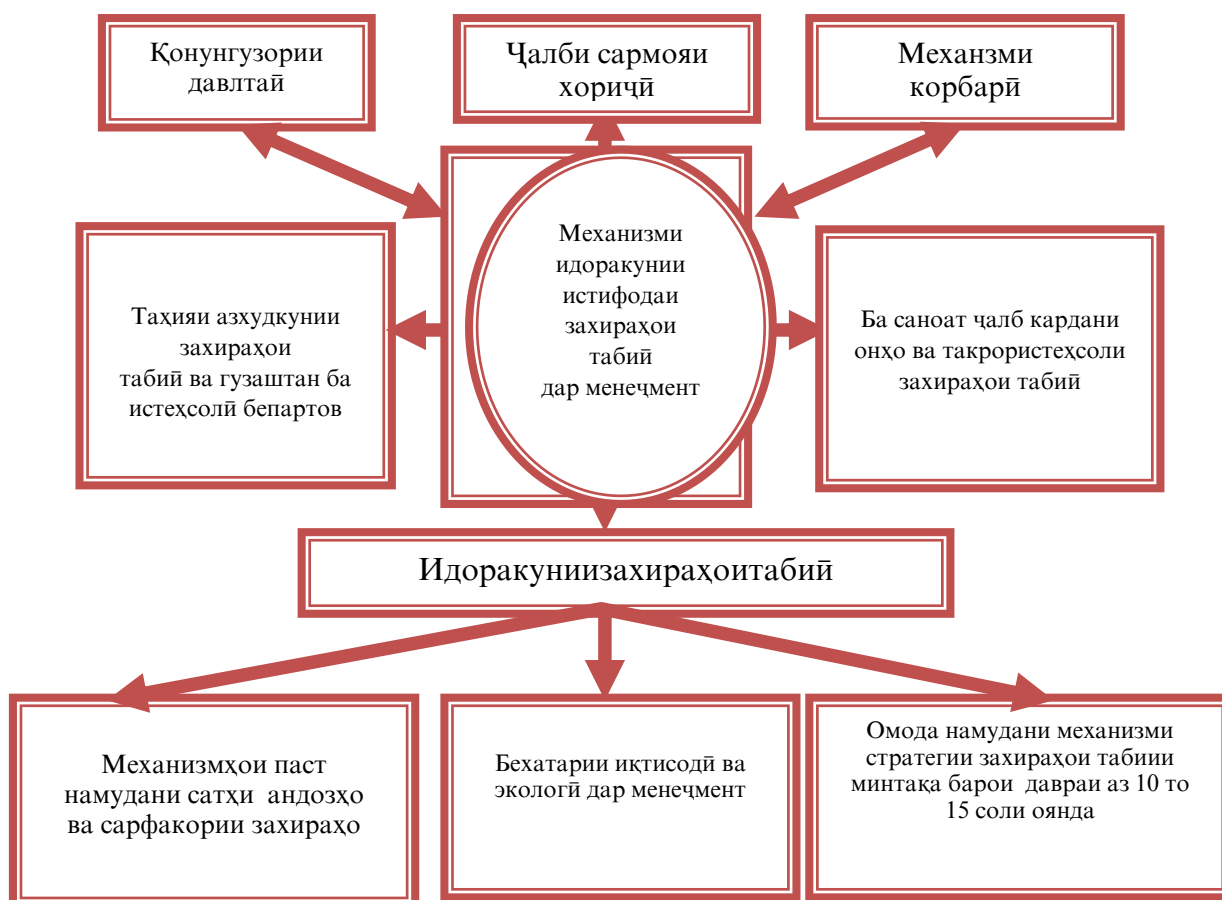 Қонунгузории
давлтаӣ
Ҷалби сармояи
хориҷӣ
Механзми
корбарӣ
Механизми
идоракунии
истифодаи
захираҳои
табиӣ
дар менеҷмент
Таҳияи азхудкунии
захираҳои
табиӣ ва гузаштан ба
истеҳсолӣ бепартов
Ба саноат ҷалб кардани
онҳо ва такрористеҳсоли
захираҳои табиӣ
Идоракуниизахираҳоитабиӣ
Механизмҳои паст
намудани сатҳи андозҳо
ва сарфакории захираҳо
Бехатарии иқтисодӣ ва
экологӣ дар менеҷмент
Омода намудани механизми
стратегии захираҳои табиии
минтақа барои давраи аз 10 то
15 соли оянда